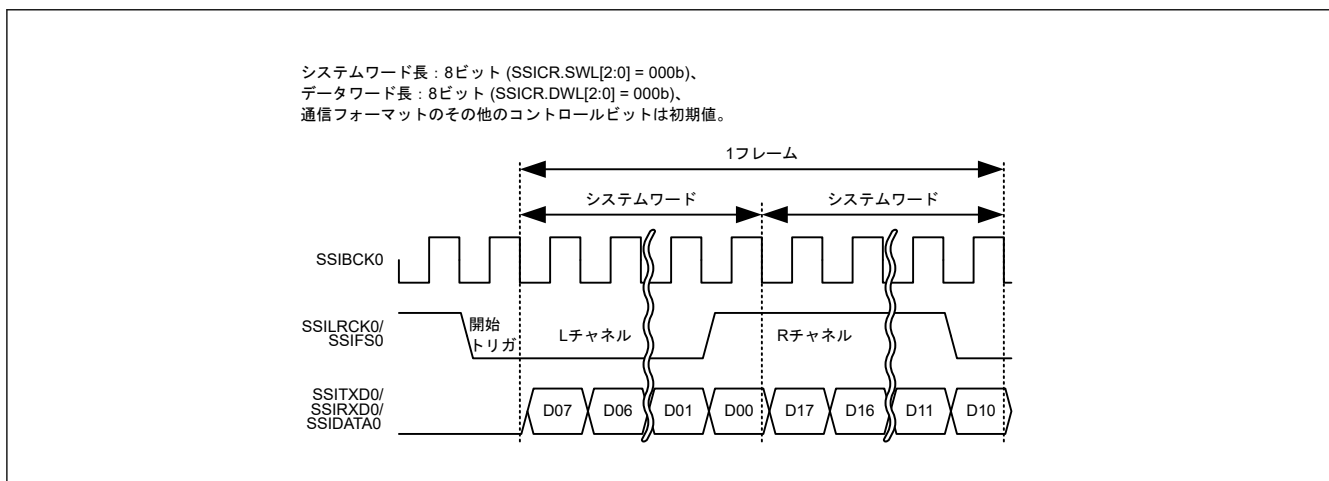 システムワード長:8ビット (SSICR.SWL[2:0] = 000b)、
データワード長:8ビット (SSICR.DWL[2:0] = 000b)、
通信フォーマットのその他のコントロールビットは初期値。
1フレーム
システムワード システムワード
SSIBCK0
SSILRCK0/
SSIFS0
開始
トリガ
Lチャネル Rチャネル
SSITXD0/
SSIRXD0/
SSIDATA0
D07 D06 D01 D00 D17 D16 D11 D10